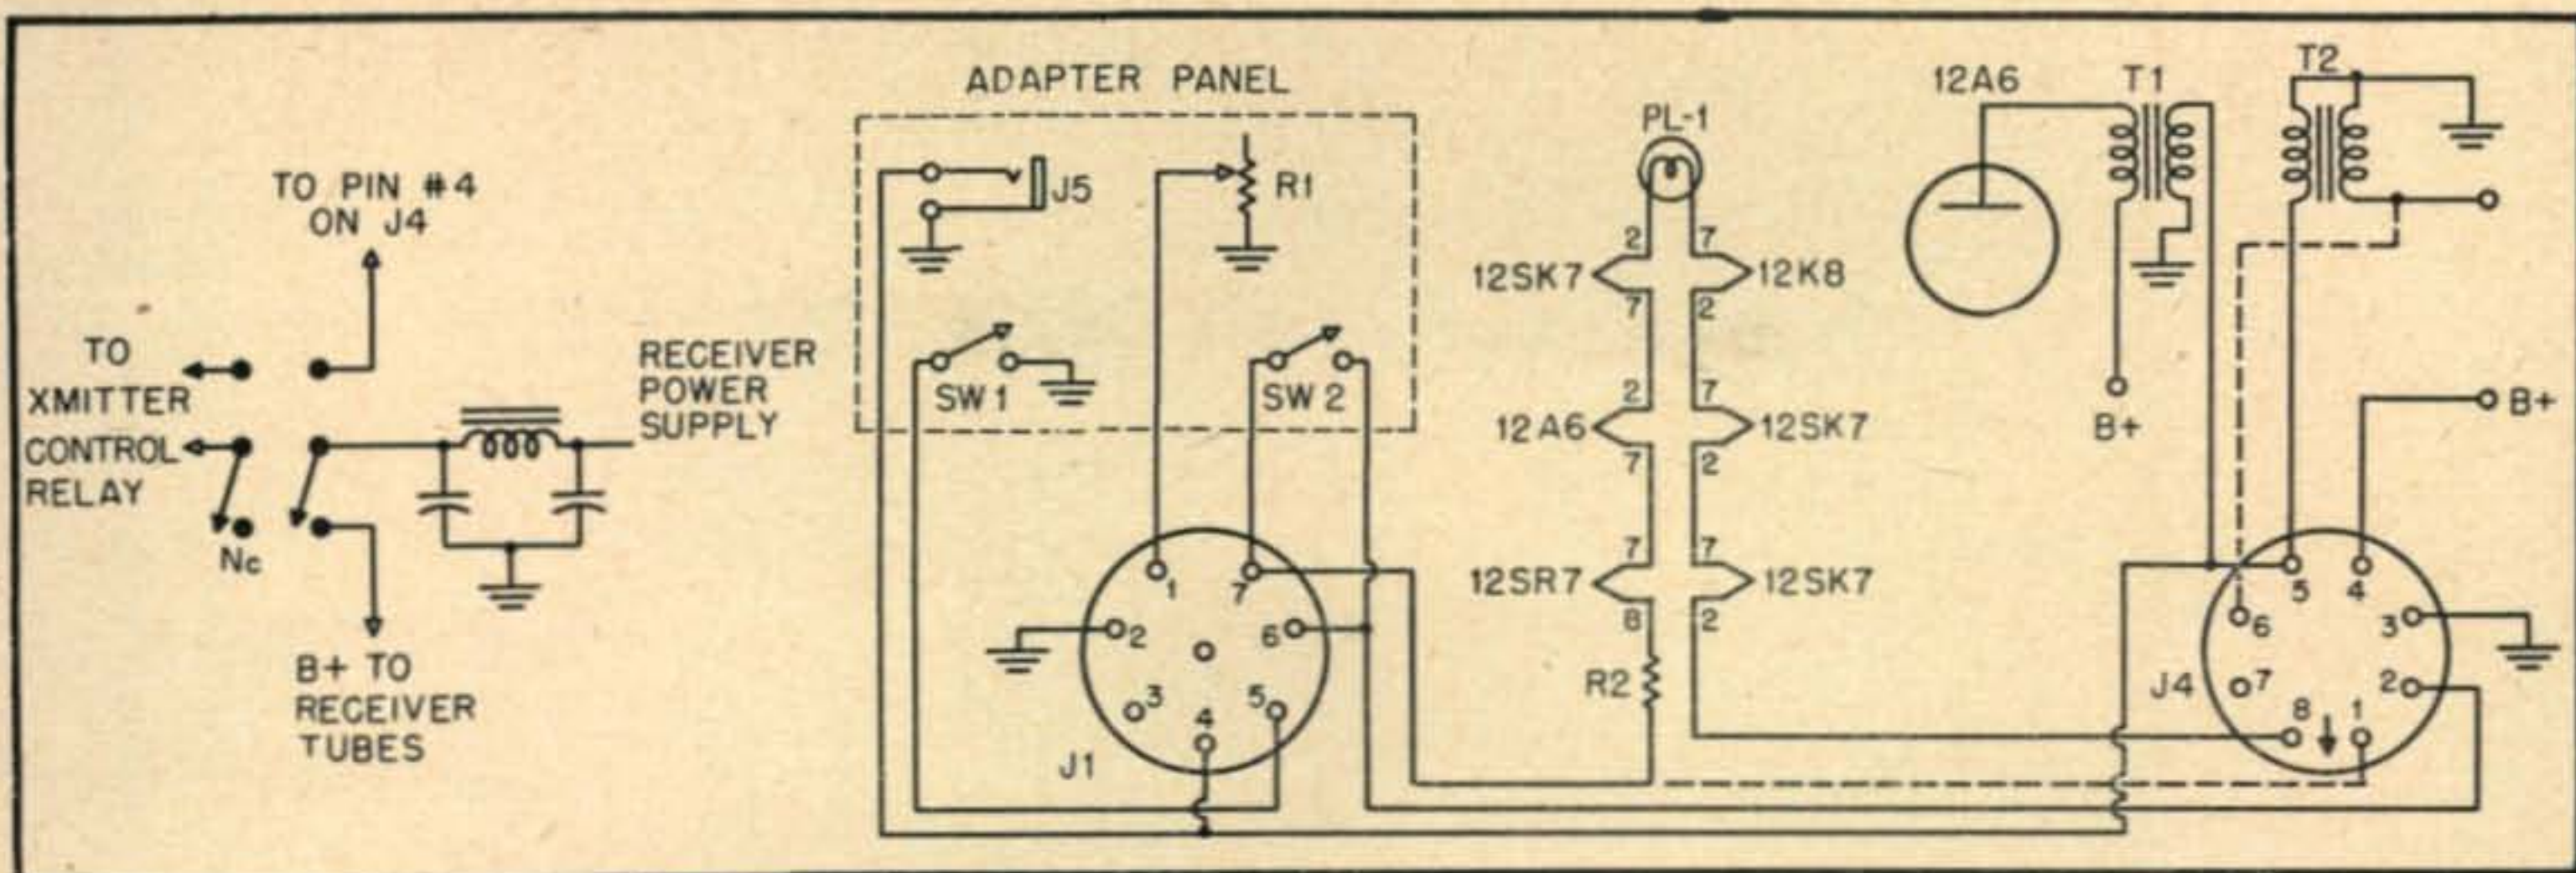 ADAPTER PANEL
TO PIN #4
ON J4
TO
XMITTER
CONTROL
RELAY
Nc
RECEIVER
POWER
SUPPLY
B+ TO
RECEIVER
TUBES
J5
R1
SW 1
SW 2
1
7
2
6
3
5
4
J1
PL-1
2
7
12SK7
12K8
7
2
2
7
12A6
12SK7
7
2
7
7
12SR7
12SK7
8
2
R2
12A6
T1
T2
B+
B+
5
4
6
3
J4
7
2
8
1